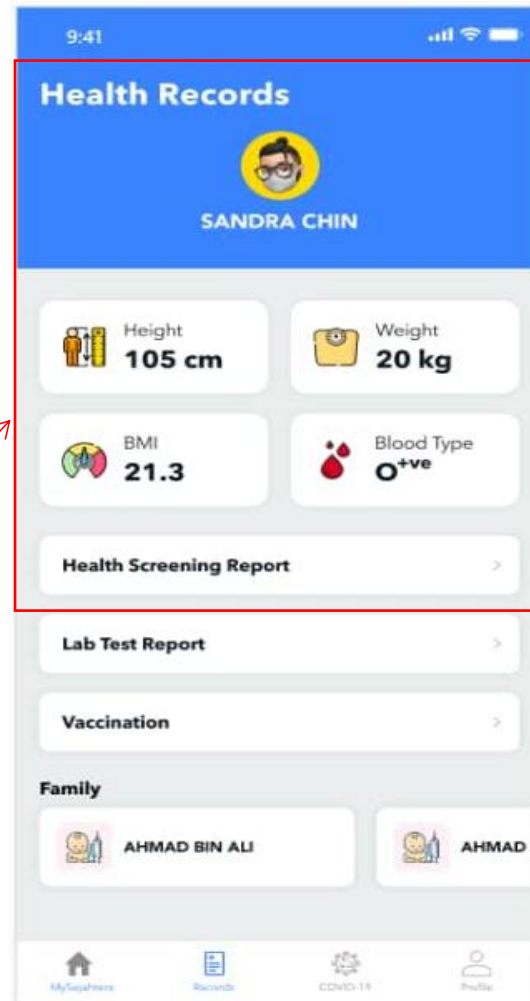 9:41
Health Records
SANDRA CHIN
Height
105 cm
Weight
20 kg
BMI
21.3
Blood Type
O+ve
Health Screening Report
Lab Test Report
Vaccination
Family
AHMAD BIN ALI
AHMAD
MySejahtera
Records
COVID-19
Profile